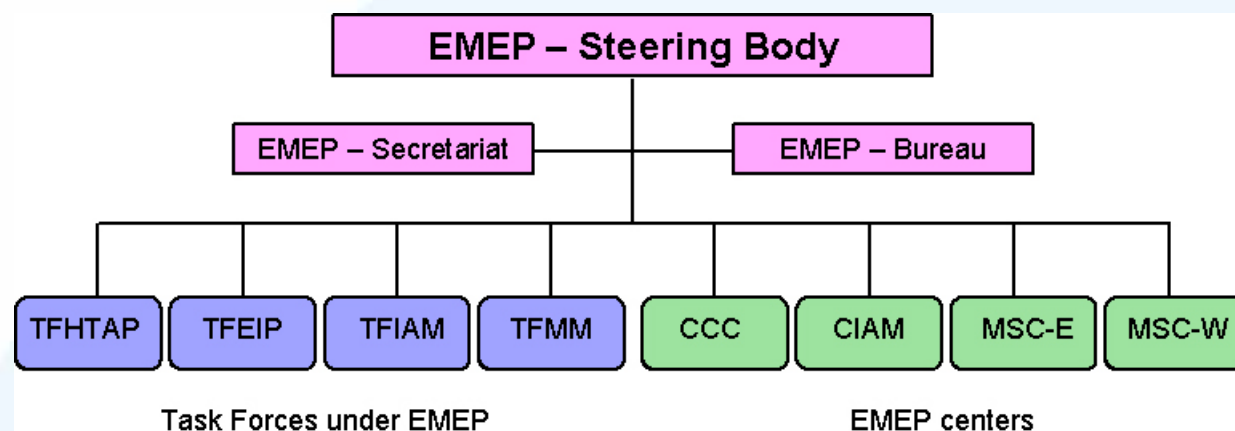 EMEP – Steering Body
EMEP – Secretariat
EMEP – Bureau
TFHTAP
TFEIP
TFIAM
TFMM
CCC
CIAM
MSC-E
MSC-W
Task Forces under EMEP
EMEP centers